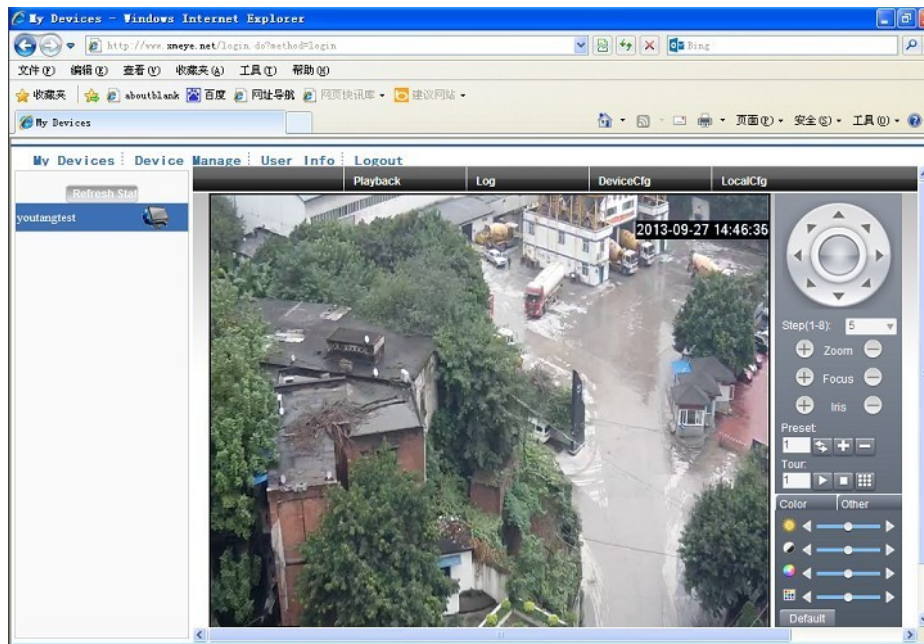 My Devices - Windows Internet Explorer
http://www.xmeye.net/login.do?method=login
Bing
文件(F) 编辑(E) 查看(V) 收藏夹(A) 工具(T) 帮助(H)
收藏夹 aboutblank 百度 网址导航 网页快讯库 建议网站
My Devices 页面(P) 安全(S) 工具(O)
My Devices Device Manage User Info Logout
Refresh Stat
Playback Log DeviceCfg LocalCfg
youtangtest
2013-09-27 14:46:36
Step(1-8): 5
Zoom
Focus
Iris
Preset:
1
Tour:
1
Color Other
Default